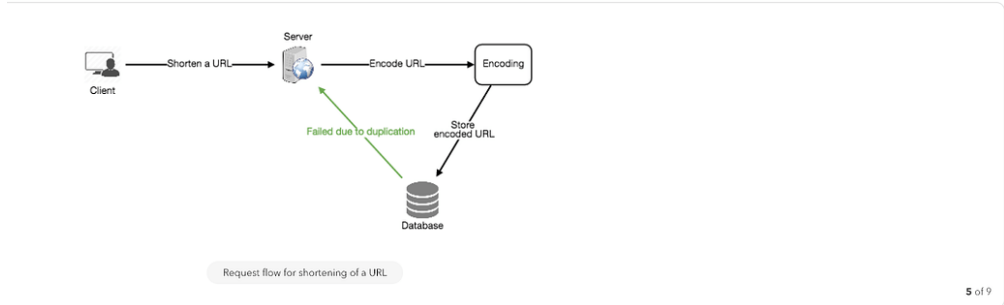 Server
Shorten a URL
Encode URL
Encoding
Client
Failed due to duplication
Store
encoded URL
Database
Request flow for shortening of a URL
5 of 9